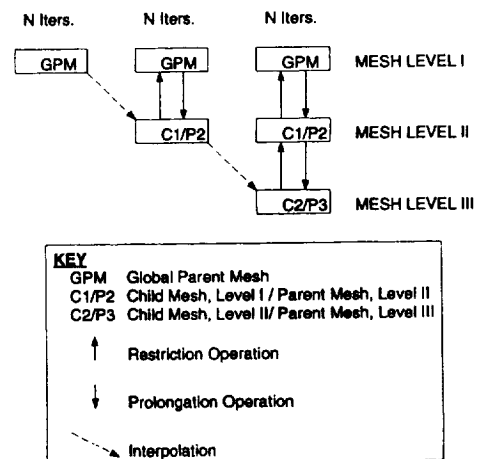 N Iters. N Iters. N Iters.
GPM GPM GPM MESH LEVEL I
C1/P2 C1/P2 MESH LEVEL II
C2/P3 MESH LEVEL III
KEY
GPM Global Parent Mesh
C1/P2 Child Mesh, Level I / Parent Mesh, Level II
C2/P3 Child Mesh, Level II/ Parent Mesh, Level III
Restriction Operation
Prolongation Operation
Interpolation